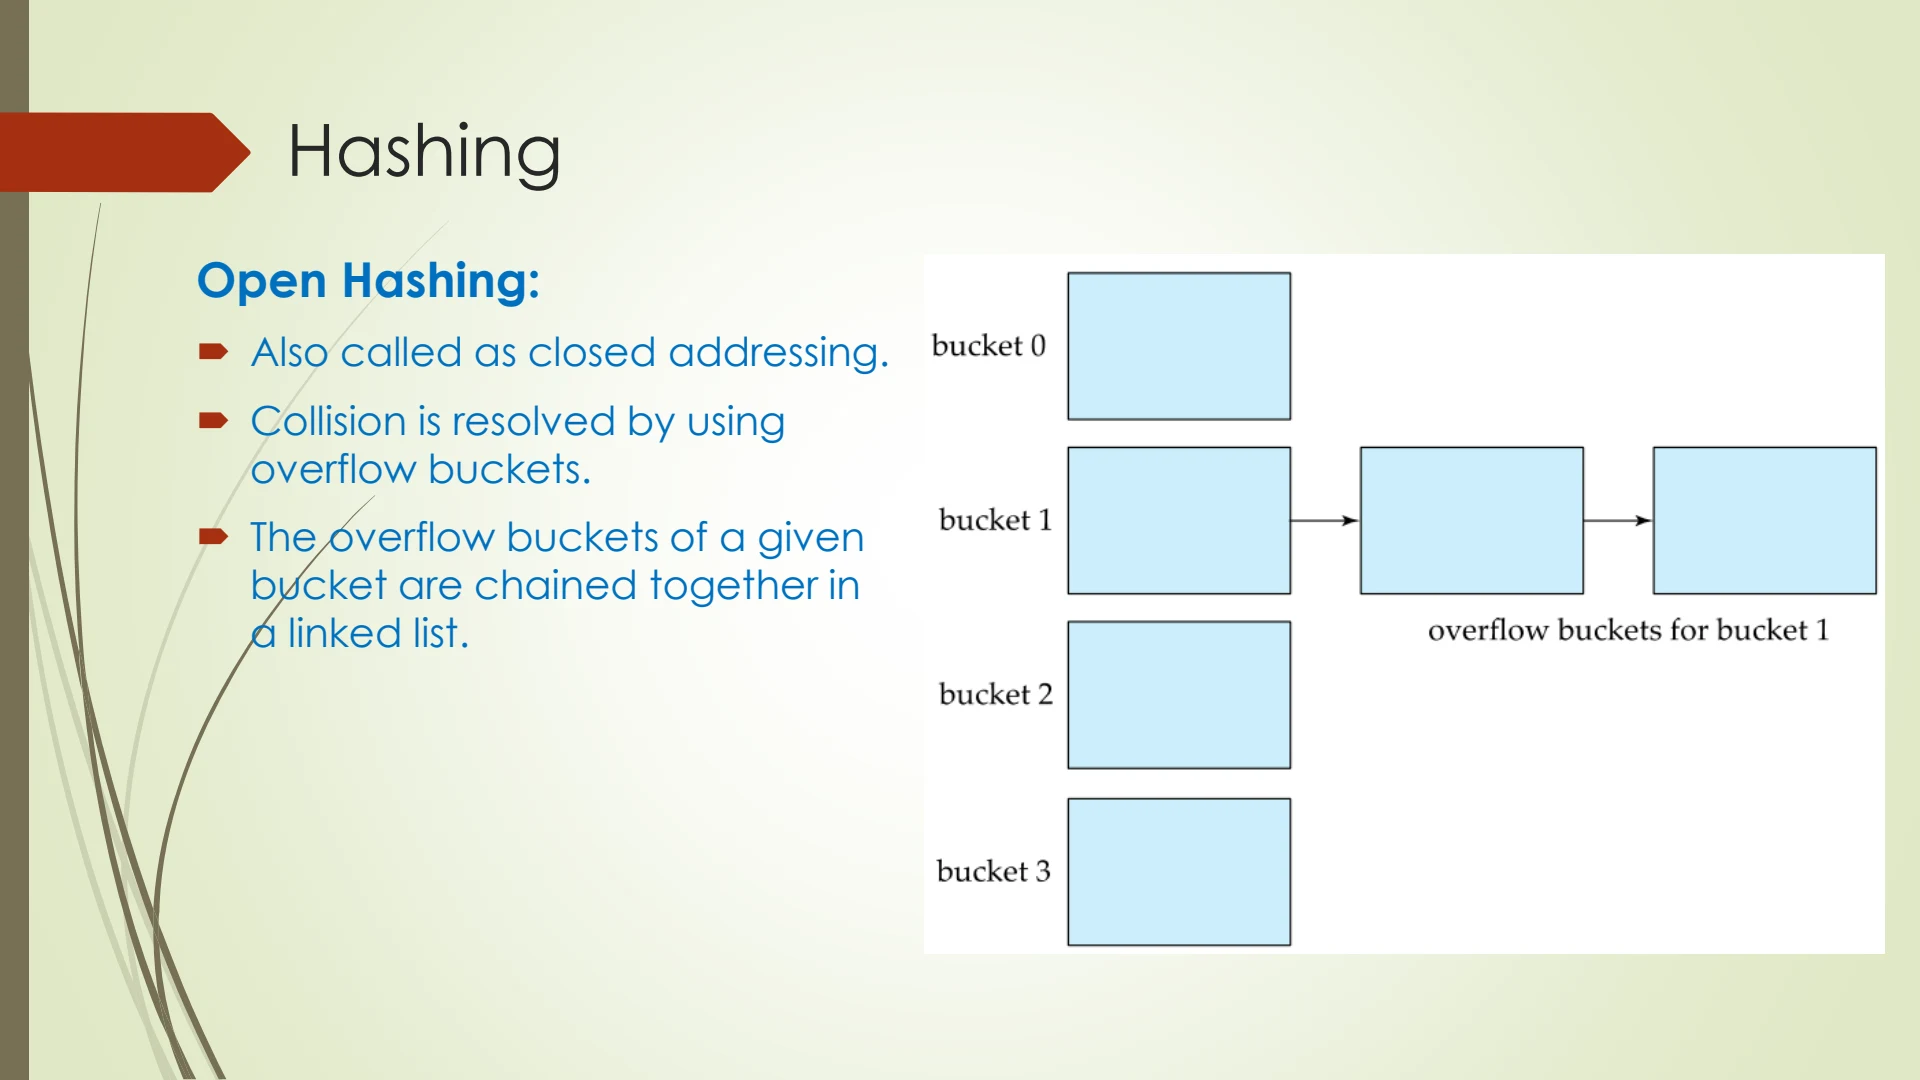 Hashing
Open Hashing:
Also called as closed addressing.
Collision is resolved by using
overflow buckets.
The overflow buckets of a given
bucket are chained together in
a linked list.
bucket 0
bucket 1
overflow buckets for bucket 1
bucket 2
bucket 3